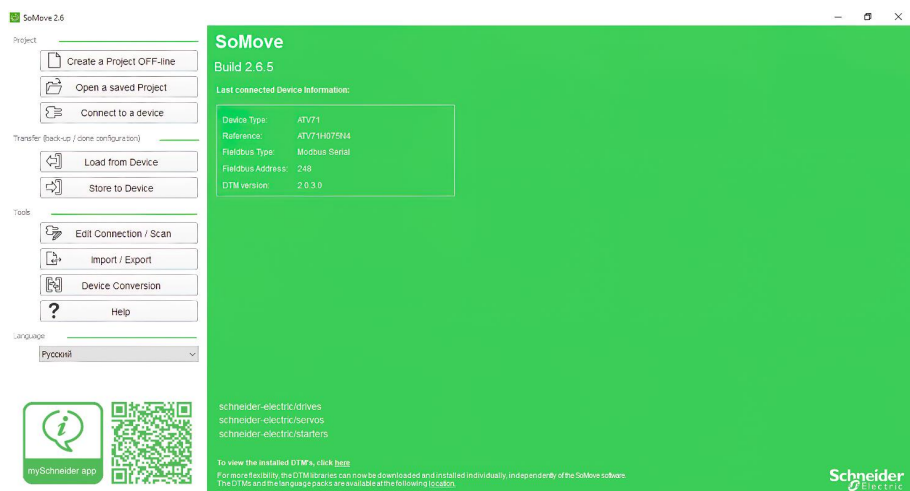 SoMove 2.6
Project
Create a Project OFF-line
Open a saved Project
Connect to a device
Transfer (back-up / clone configuration)
Load from Device
Store to Device
Tools
Edit Connection / Scan
Import / Export
Device Conversion
? Help
Language
Русский
i
mySchneider app
SoMove
Build 2.6.5
Last connected Device Information:
Device Type: ATV71
Reference: ATV71H075N4
Fieldbus Type: Modbus Serial
Fieldbus Address: 248
DTM version: 2.0.3.0
schneider-electric/drives
schneider-electric/servos
schneider-electric/starters
To view the installed DTM's, click here
For more flexibility, the DTM libraries can now be downloaded and installed individually, independently of the SoMove software.
The DTMs and the language packs are available at the following location.
Schneider
Electric